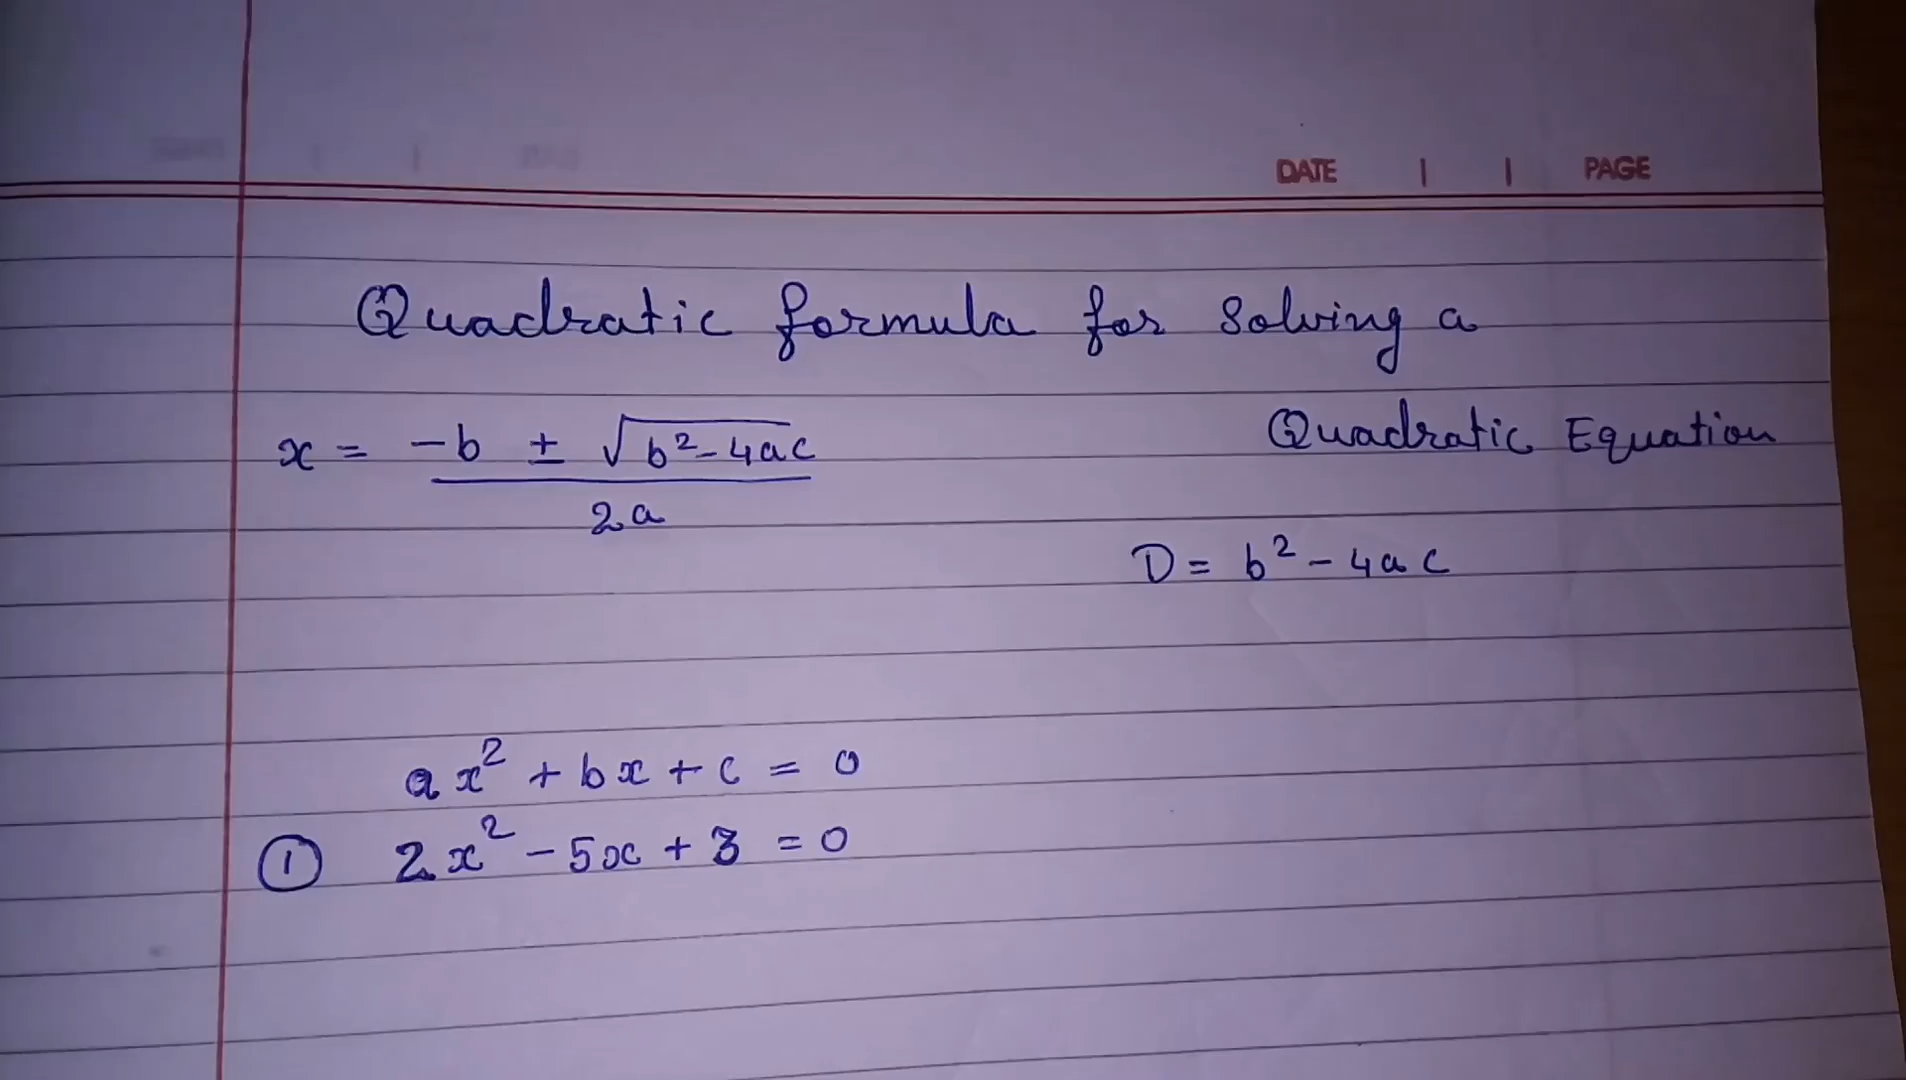 DATE | | PAGE
Quadratic formula for solving a
Quadratic Equation
x = -b ± √b²-4ac
2a
D = b² - 4ac
ax² + bx + c = 0
① 2x² - 5x + 3 = 0